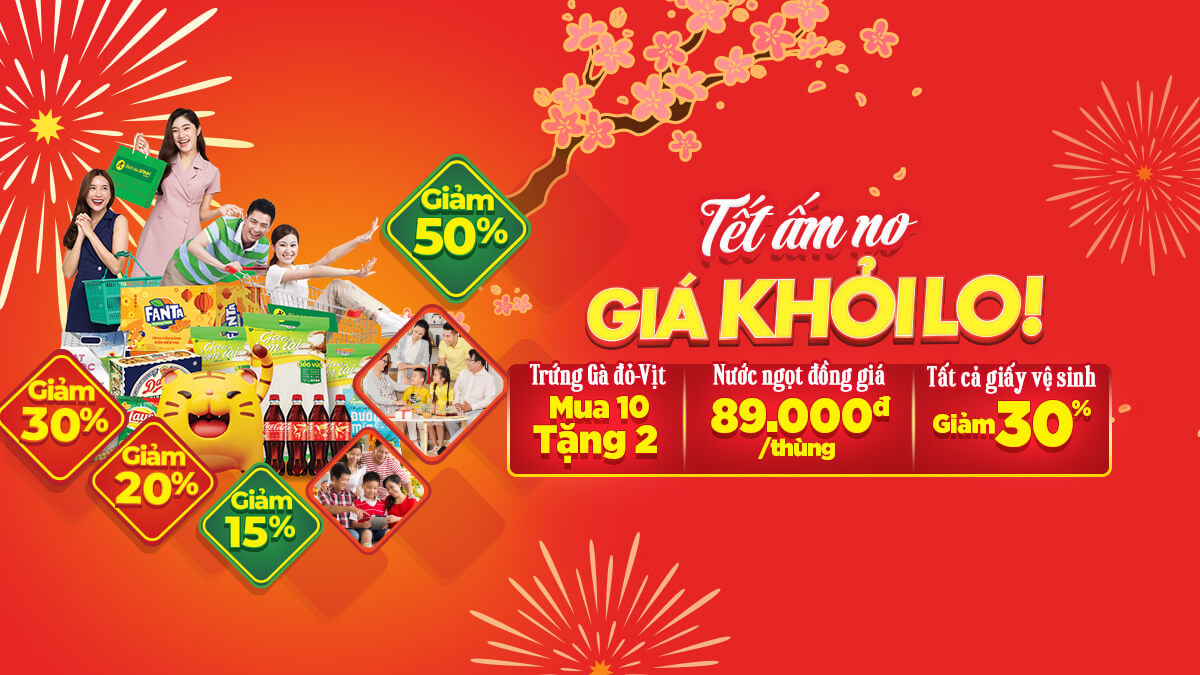 Giảm
50%
Tết ấm no
GIÁ KHỎI LO!
FANTA
Trứng Gà đỏ-Vịt
Mua 10
Tặng 2
Nước ngọt đồng giá
89.000đ
/thùng
Tất cả giấy vệ sinh
Giảm 30%
Giảm
30%
Giảm
20%
Giảm
15%